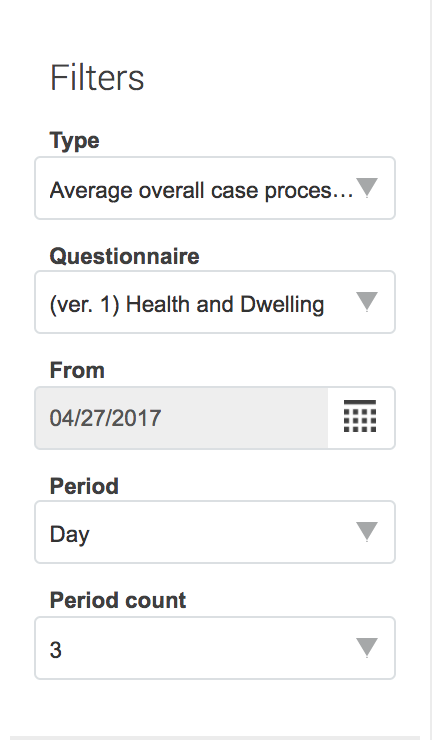 Filters
Type
Average overall case proces...
Questionnaire
(ver. 1) Health and Dwelling
From
04/27/2017
Period
Day
Period count
3